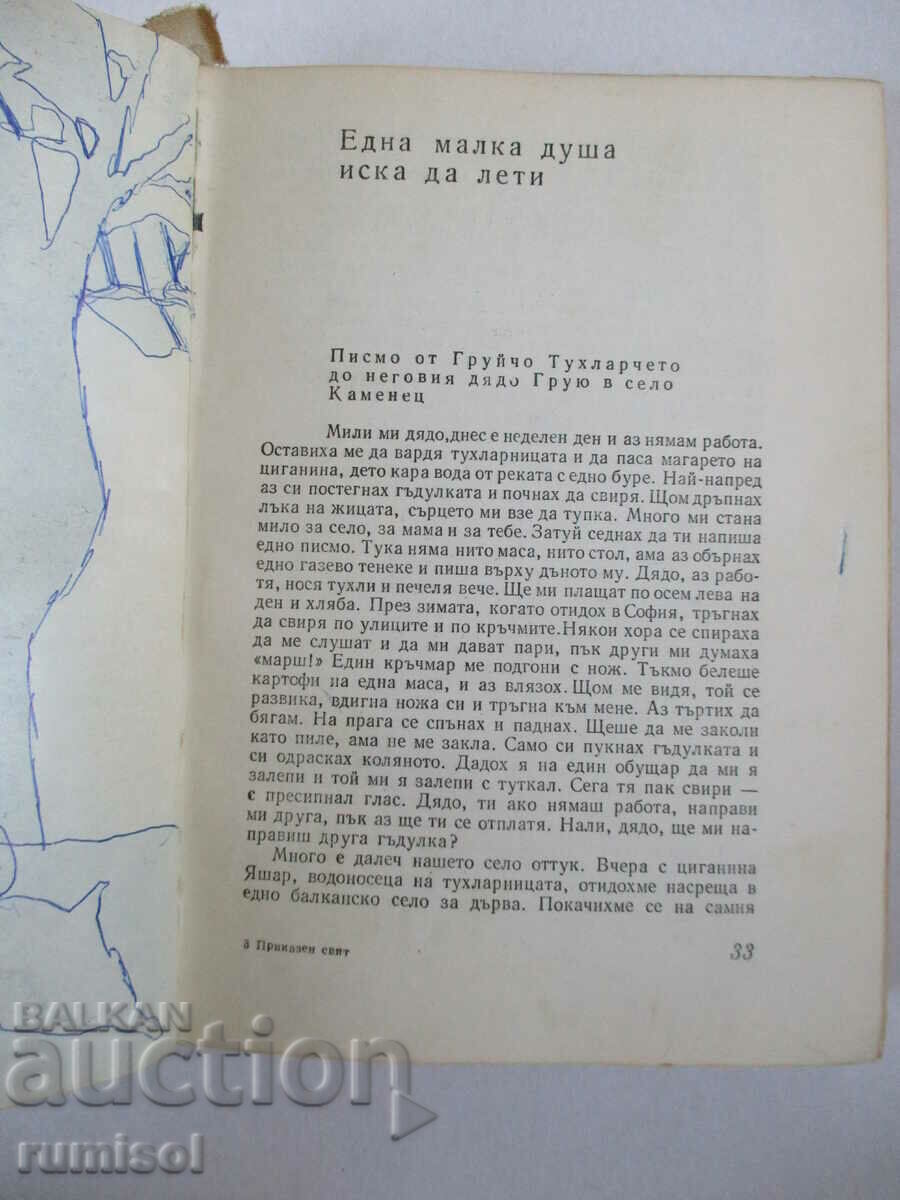 Една малка душа
иска да лети
Писмо от Груйчо Тухларчето
до неговия дядо Грую в село
Каменец
Мили ми дядо,днес е неделен ден и аз нямам работа.
Оставиха ме да вардя тухларницата и да паса магарето на
циганина, дето кара вода от реката с едно буре. Най-напред
аз си постегнах гъдулката и почнах да свиря. Щом дръпнах
лъка на жицата, сърцето ми взе да тупка. Много ми стана
мило за село, за мама и за тебе. Затуй седнах да ти напиша
едно писмо. Тука няма нито маса, нито стол, ама аз обърнах
едно газево тенеке и пиша върху дъното му. Дядо, аз рабо-
тя, нося тухли и печеля вече. Ще ми плащат по осем лева на
ден и хляба. През зимата, когато отидох в София, тръгнах
да свиря по улиците и по кръчмите.Някои хора се спираха
да ме слушат и да ми дават пари, пък други ми думаха
«марш!» Един кръчмар ме подгони с нож. Тъкмо белеше
картофи на една маса, и аз влязох. Щом ме видя, той се
развика, вдигна ножа си и тръгна към мене. Аз търтих да
бягам. На прага се спънах и паднах. Щеше да ме заколи
като пиле, ама не ме закла. Само си пукнах гъдулката и
си одрасках коляното. Дадох я на един обущар да ми я
залепи и той ми я залепи с туткал. Сега тя пак свири —
с пресипнал глас. Дядо, ти ако нямаш работа, направи
ми друга, пък аз ще ти се отплатя. Нали, дядо, ще ми на-
правиш друга гъдулка?
Много е далеч нашето село оттук. Вчера с циганина
Яшар, водоносеца на тухларницата, отидохме насреща в
едно балканско село за дърва. Покачихме се на самия
3 Приказен свят
33
BALKAN
auction
rumisol